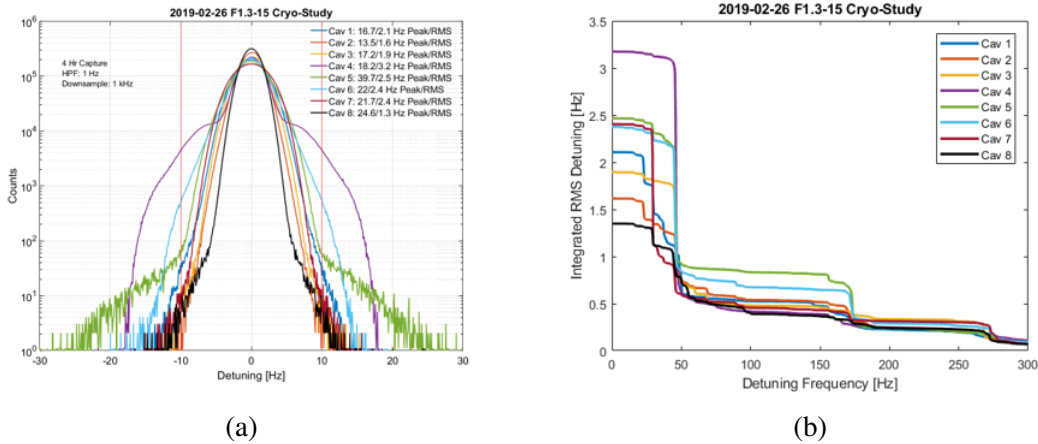 2019-02-26 F1.3-15 Cryo-Study
4 Hr Capture
HPF: 1 Hz
Downsample: 1 kHz
Cav 1: 16.7/2.1 Hz Peak/RMS
Cav 2: 13.5/1.6 Hz Peak/RMS
Cav 3: 17.2/1.9 Hz Peak/RMS
Cav 4: 18.2/3.2 Hz Peak/RMS
Cav 5: 39.7/2.5 Hz Peak/RMS
Cav 6: 22/2.4 Hz Peak/RMS
Cav 7: 21.7/2.4 Hz Peak/RMS
Cav 8: 24.6/1.3 Hz Peak/RMS
Counts
10^6
10^5
10^4
10^3
10^2
10^1
10^0
-30 -20 -10 0 10 20 30
Detuning [Hz]
(a)
2019-02-26 F1.3-15 Cryo-Study
Cav 1
Cav 2
Cav 3
Cav 4
Cav 5
Cav 6
Cav 7
Cav 8
Integrated RMS Detuning [Hz]
3.5
3
2.5
2
1.5
1
0.5
0
0 50 100 150 200 250 300
Detuning Frequency [Hz]
(b)